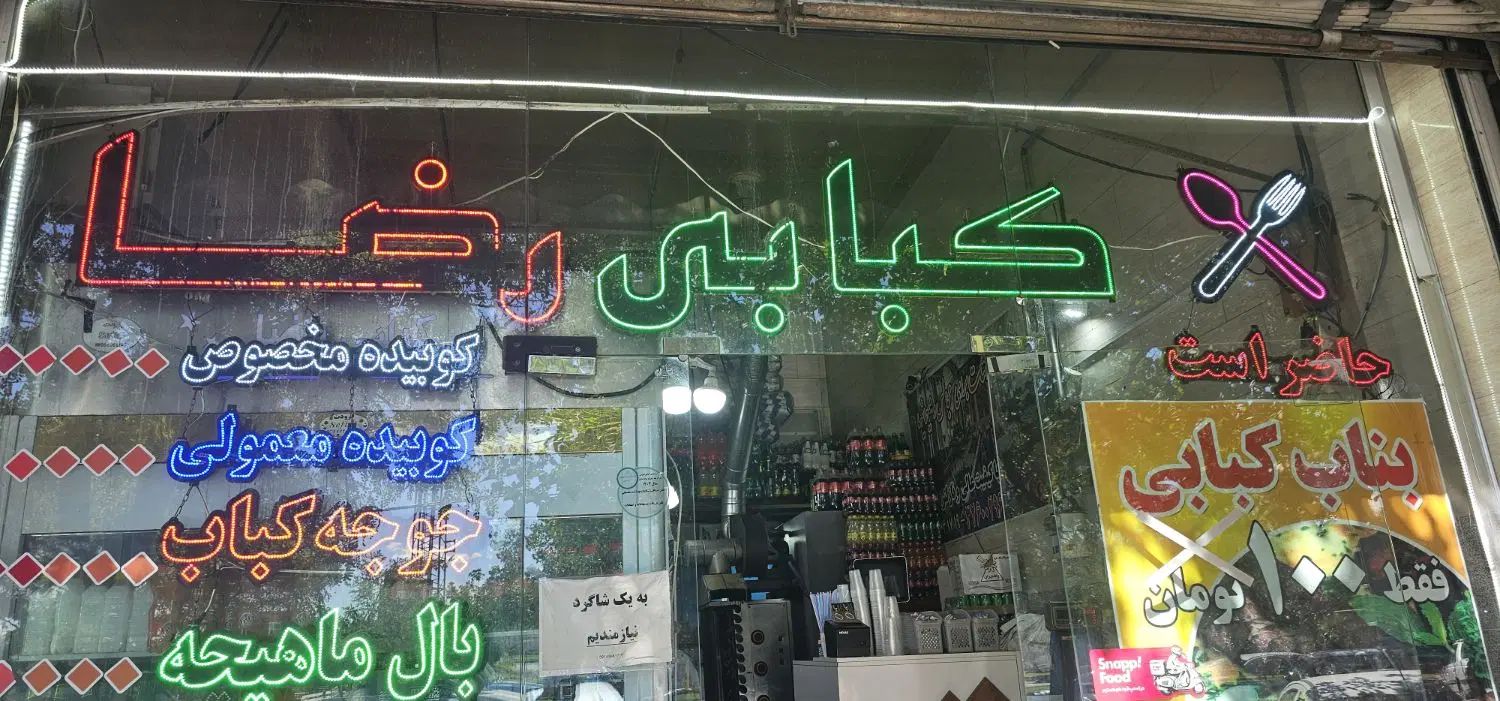 کبابی رضا
حاضر است
کوبیده مخصوص
کوبیده معمولی
جوجه کباب
بال ماهیچه
به یک شاگرد
نیازمندیم
بناب کبابی
فقط ۱۰۰ تومان
Snapp!
Food